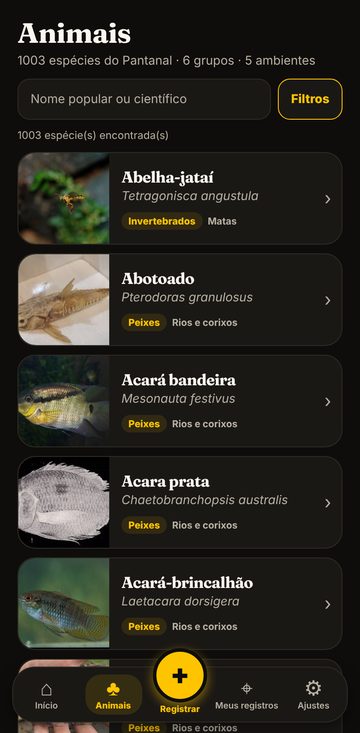 Animais
1003 espécies do Pantanal · 6 grupos · 5 ambientes
Nome popular ou científico
Filtros
1003 espécie(s) encontrada(s)
Abelha-jataí
Tetragonisca angustula
Invertebrados Matas
Abotoado
Pterodoras granulosus
Peixes Rios e corixos
Acará bandeira
Mesonauta festivus
Peixes Rios e corixos
Acara prata
Chaetobranchopsis australis
Peixes Rios e corixos
Acará-brincalhão
Laetacara dorsigera
Peixes Rios e corixos
Início
Animais
Registrar
Meus registros
Ajustes
Peixes Rios e corixos